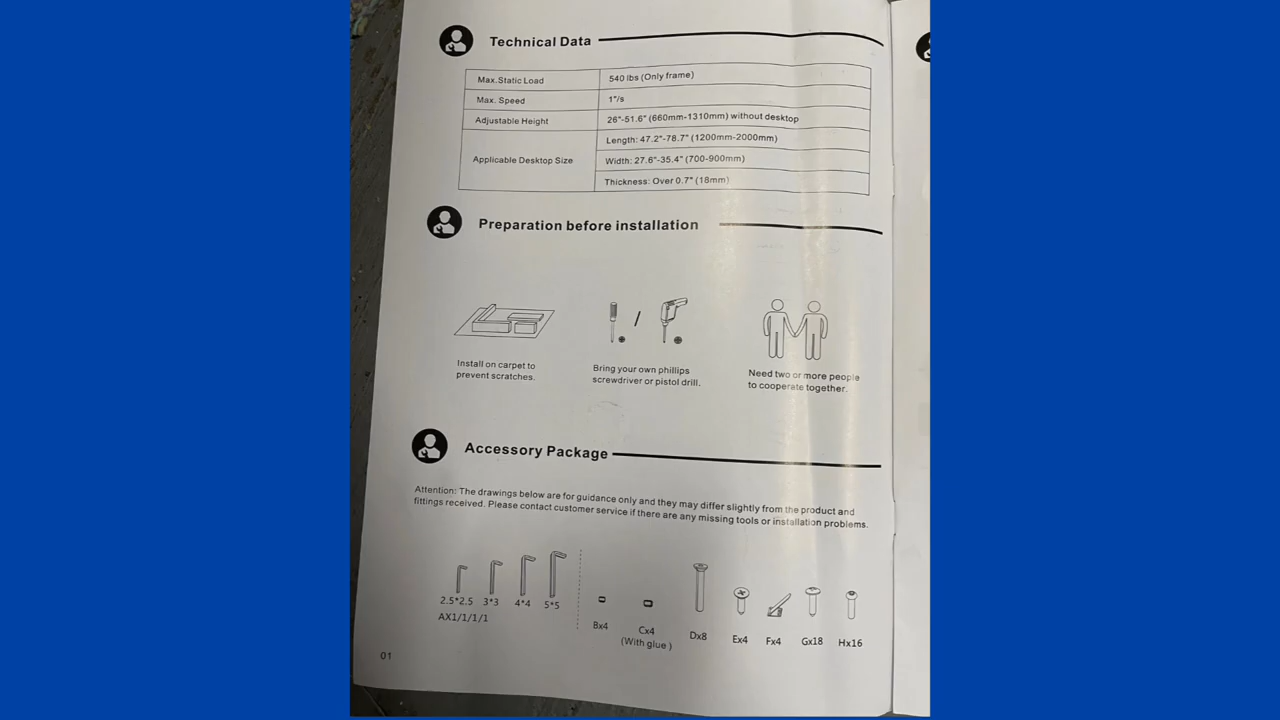 Technical Data
Max.Static Load
540 lbs (Only frame)
Max. Speed
1"/s
Adjustable Height
26"-51.6" (660mm-1310mm) without desktop
Applicable Desktop Size
Length: 47.2"-78.7" (1200mm-2000mm)
Width: 27.6"-35.4" (700-900mm)
Thickness: Over 0.7" (18mm)
Preparation before installation
Install on carpet to
prevent scratches.
Bring your own phillips
screwdriver or pistol drill.
Need two or more people
to cooperate together.
Accessory Package
Attention: The drawings below are for guidance only and they may differ slightly from the product and
fittings received. Please contact customer service if there are any missing tools or installation problems.
2.5*2.5 3*3 4*4 5*5
AX1/1/1/1
Bx4
Cx4
(With glue )
Dx8
Ex4
Fx4
Gx18
Hx16
01